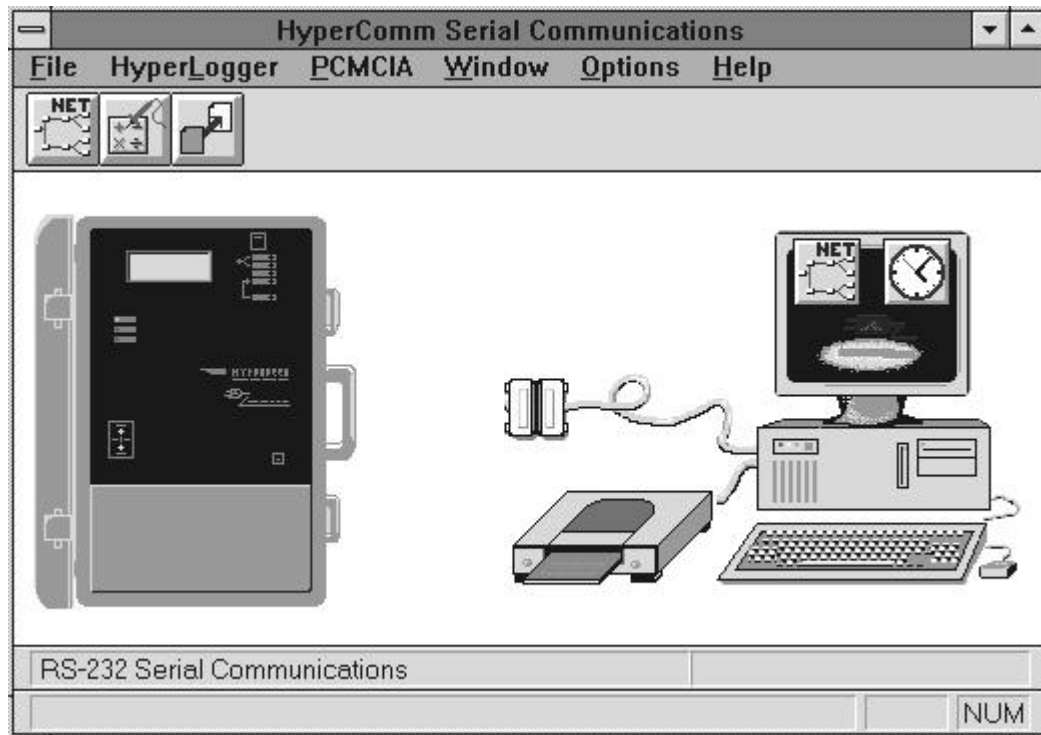 HyperComm Serial Communications
File HyperLogger PCMCIA Window Options Help
NET
NET
RS-232 Serial Communications
NUM